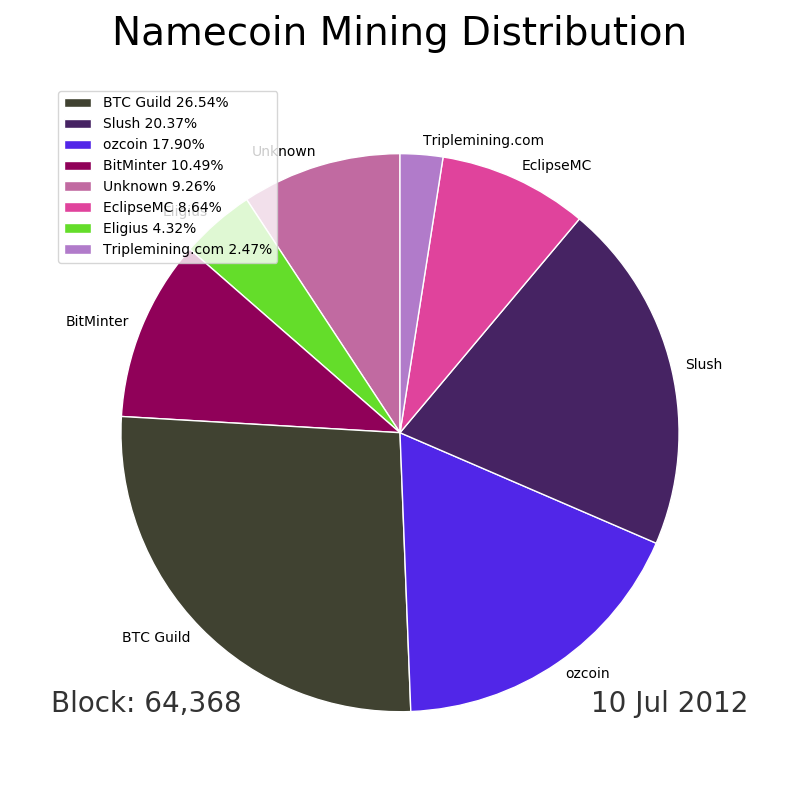 Namecoin Mining Distribution
BTC Guild 26.54%
Slush 20.37%
ozcoin 17.90%
BitMinter 10.49%
Unknown 9.26%
EclipseMC 8.64%
Eligius 4.32%
Triplemining.com 2.47%
Triplemining.com
Unknown
EclipseMC
Eligius
BitMinter
Slush
BTC Guild
ozcoin
Block: 64,368
10 Jul 2012